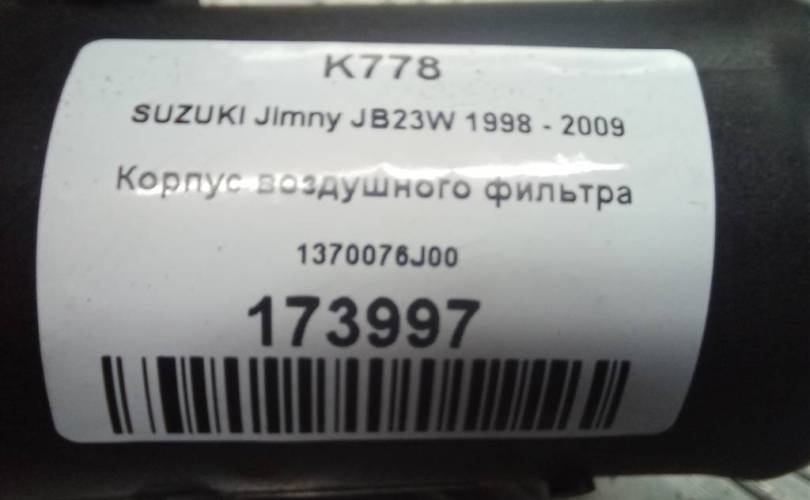 K778
SUZUKI Jimny JB23W 1998 - 2009
Корпус воздушного фильтра
1370076J00
173997